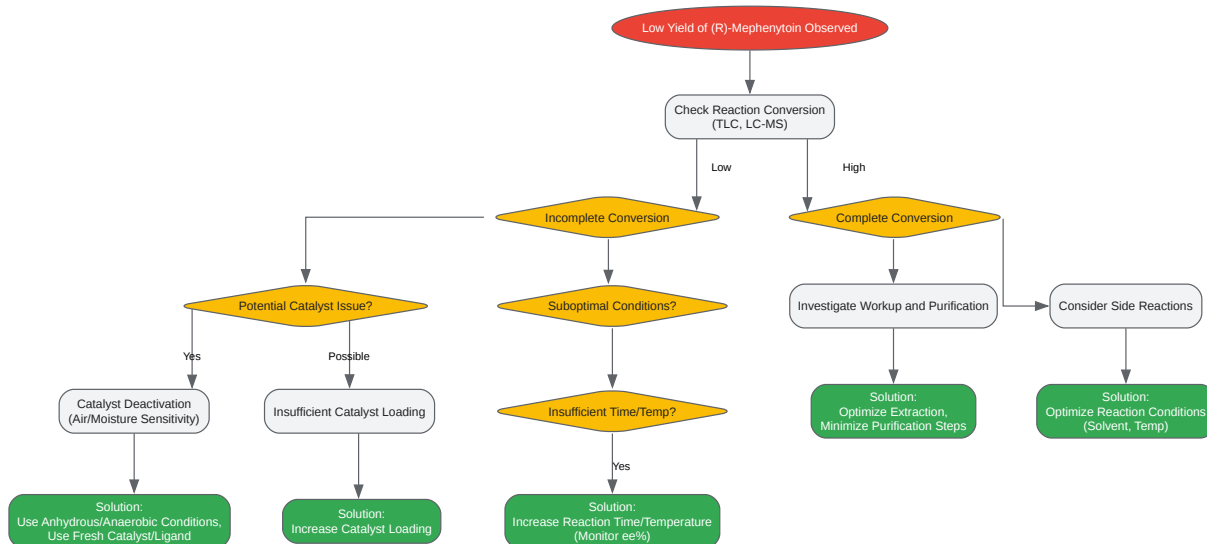 Low Yield of (R)-Mephenytoin Observed
Check Reaction Conversion
(TLC, LC-MS)
Low
High
Incomplete Conversion
Complete Conversion
Potential Catalyst Issue?
Suboptimal Conditions?
Investigate Workup and Purification
Consider Side Reactions
Yes
Possible
Catalyst Deactivation
(Air/Moisture Sensitivity)
Insufficient Catalyst Loading
Insufficient Time/Temp?
Solution:
Optimize Extraction,
Minimize Purification Steps
Solution:
Optimize Reaction Conditions
(Solvent, Temp)
Yes
Solution:
Use Anhydrous/Anaerobic Conditions,
Use Fresh Catalyst/Ligand
Solution:
Increase Catalyst Loading
Solution:
Increase Reaction Time/Temperature
(Monitor ee%)